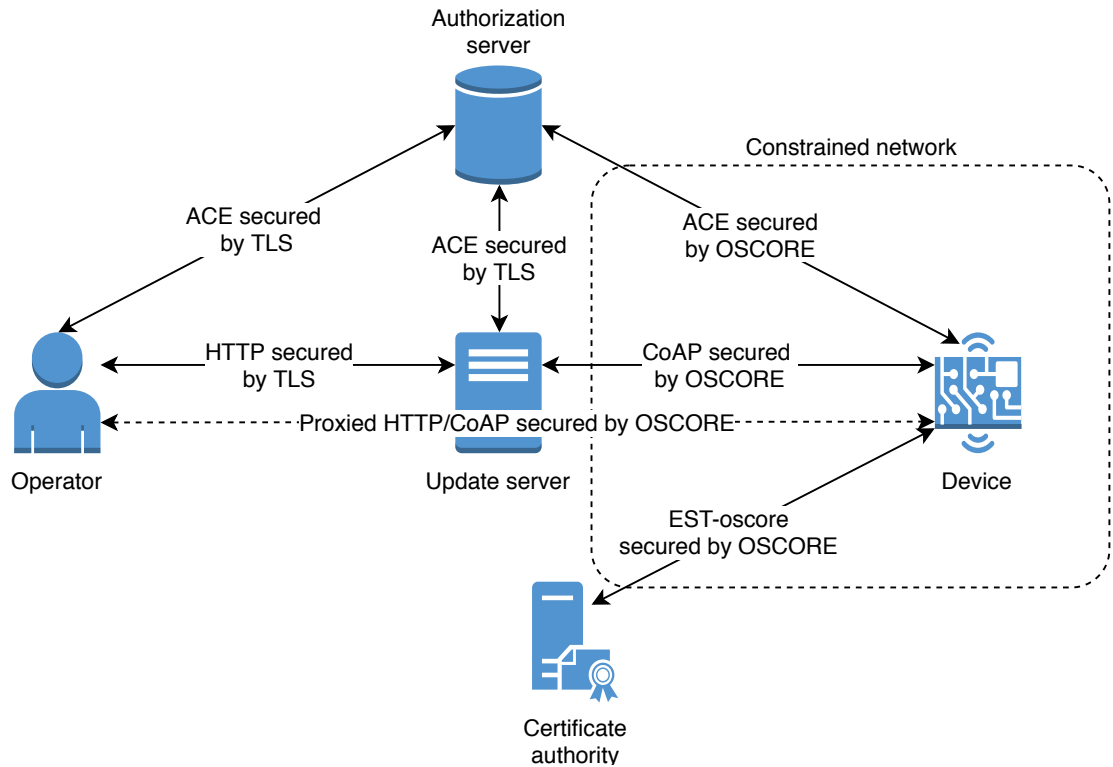 Authorization
server
Constrained network
ACE secured
by TLS
ACE secured
by TLS
ACE secured
by OSCORE
HTTP secured
by TLS
CoAP secured
by OSCORE
Proxied HTTP/CoAP secured by OSCORE
Operator
Update server
Device
EST-oscore
secured by OSCORE
Certificate
authority